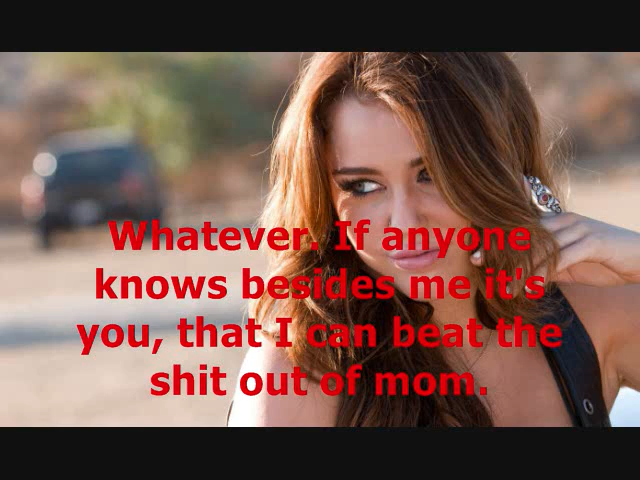 Whatever. If anyone
knows besides me it's
you, that I can beat the
shit out of mom.